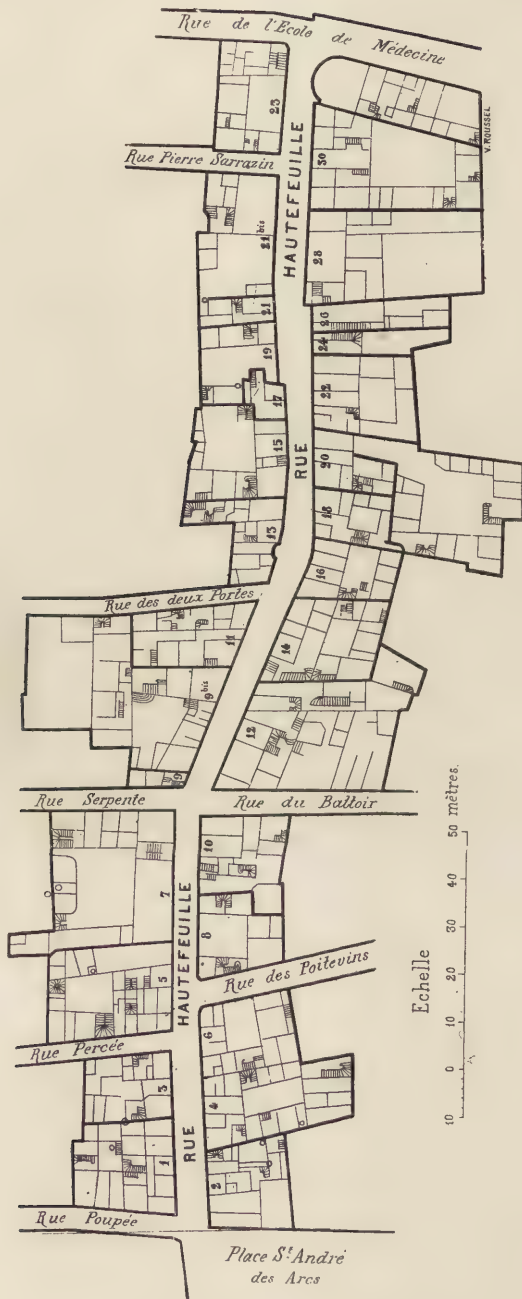 Rue de l'Ecole de Médecine
23
30
V. ROUSSEL
Rue Pierre Sarrazin
HAUTEFEUILLE
21 bis
28
21
26
24
19
22
17
15
RUE
20
18
13
16
Rue des deux Portes
11
14
9 bis
12
9
Rue Serpente
Rue du Battoir
10
7
HAUTEFEUILLE
8
5
Rue des Poitevins
6
Rue Percée
3
4
RUE
1
2
Rue Poupée
Place St. André
des Arcs
Echelle
10 0 10 20 30 40 50 mètres.